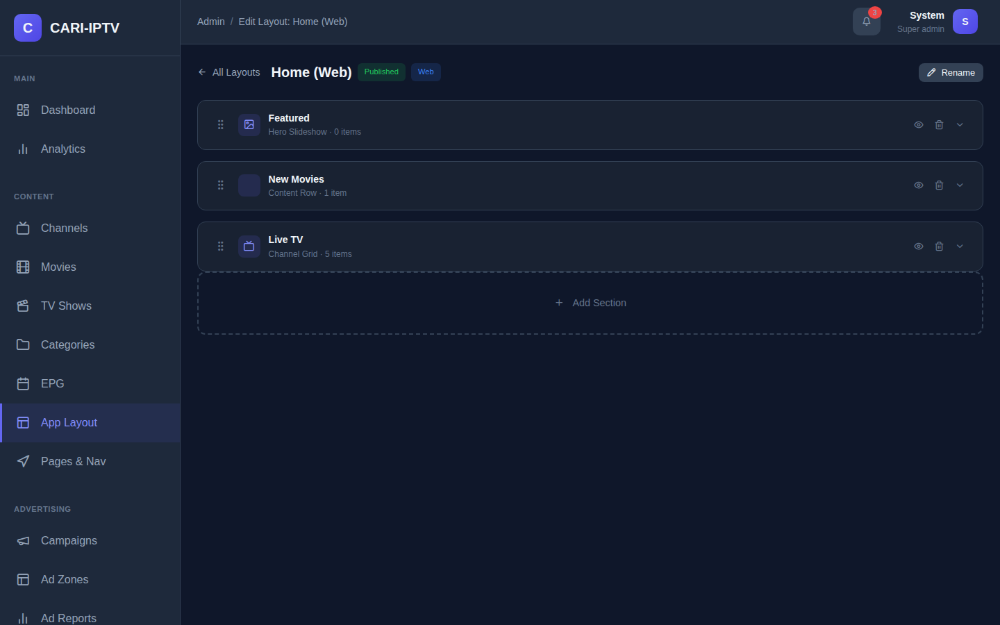 C
CARI-IPTV
Admin / Edit Layout: Home (Web)
3
System
Super admin
S
MAIN
Dashboard
Analytics
CONTENT
Channels
Movies
TV Shows
Categories
EPG
App Layout
Pages & Nav
ADVERTISING
Campaigns
Ad Zones
Ad Reports
All Layouts
Home (Web)
Published
Web
Rename
Featured
Hero Slideshow · 0 items
New Movies
Content Row · 1 item
Live TV
Channel Grid · 5 items
Add Section